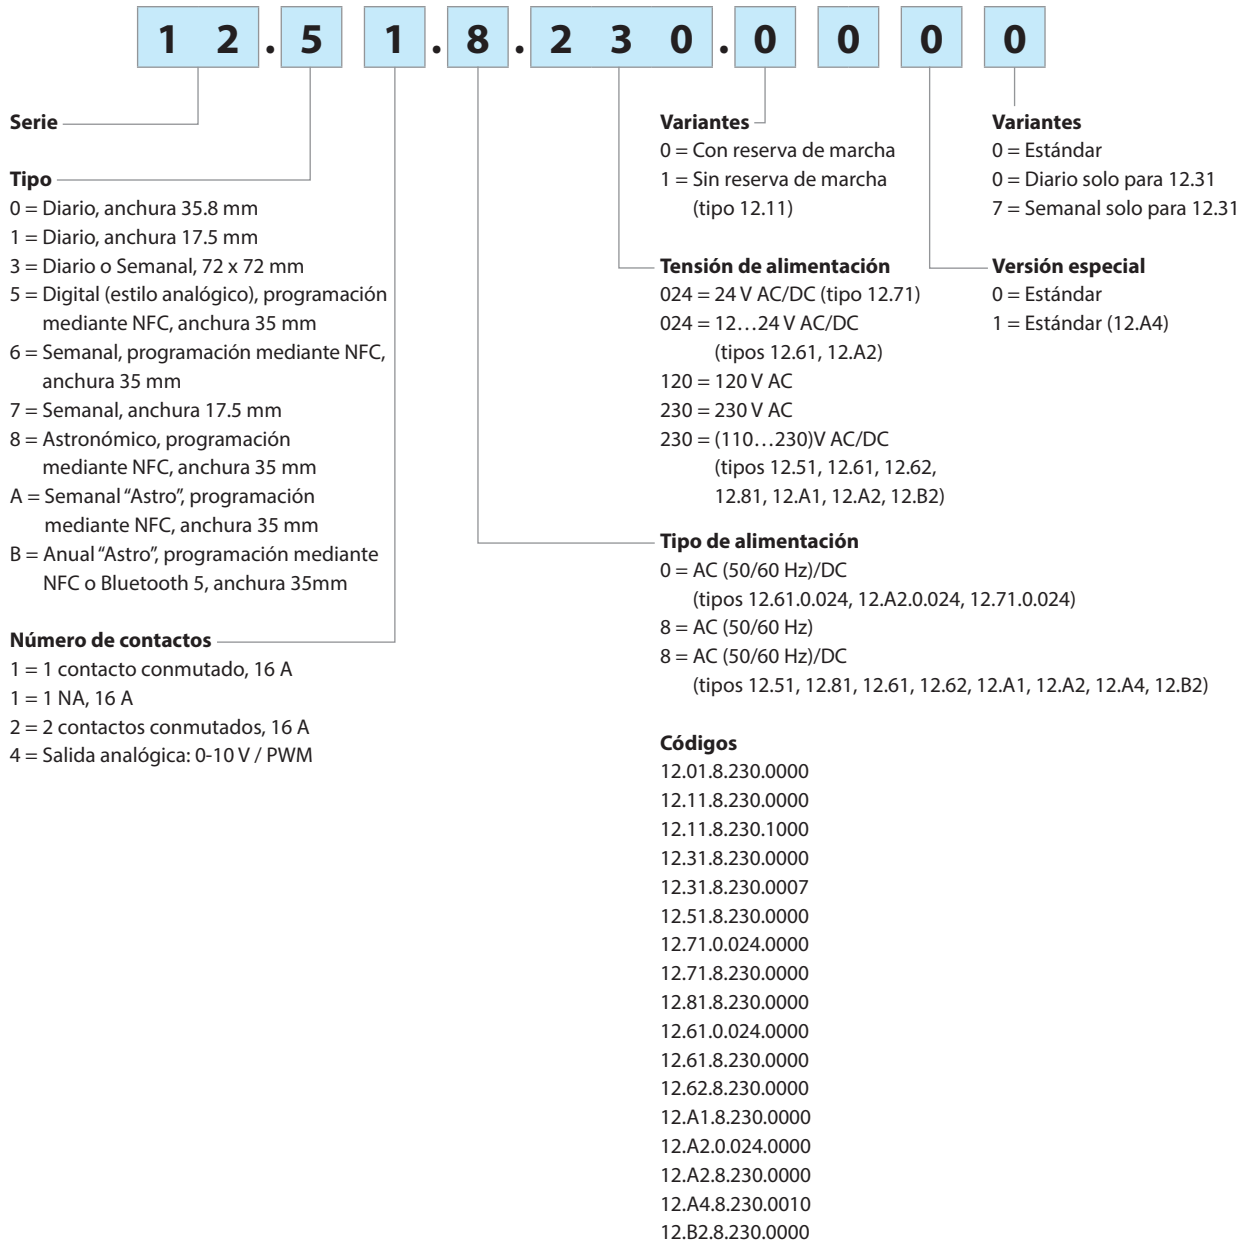 1 2 . 5 1 . 8 . 2 3 0 . 0 0 0 0
Serie
Tipo
0 = Diario, anchura 35.8 mm
1 = Diario, anchura 17.5 mm
3 = Diario o Semanal, 72 x 72 mm
5 = Digital (estilo analógico), programación
mediante NFC, anchura 35 mm
6 = Semanal, programación mediante NFC,
anchura 35 mm
7 = Semanal, anchura 17.5 mm
8 = Astronómico, programación
mediante NFC, anchura 35 mm
A = Semanal “Astro”, programación
mediante NFC, anchura 35 mm
B = Anual “Astro”, programación mediante
NFC o Bluetooth 5, anchura 35mm
Número de contactos
1 = 1 contacto conmutado, 16 A
1 = 1 NA, 16 A
2 = 2 contactos conmutados, 16 A
4 = Salida analógica: 0-10 V / PWM
Variantes
0 = Con reserva de marcha
1 = Sin reserva de marcha
(tipo 12.11)
Tensión de alimentación
024 = 24 V AC/DC (tipo 12.71)
024 = 12…24 V AC/DC
(tipos 12.61, 12.A2)
120 = 120 V AC
230 = 230 V AC
230 = (110…230)V AC/DC
(tipos 12.51, 12.61, 12.62,
12.81, 12.A1, 12.A2, 12.B2)
Tipo de alimentación
0 = AC (50/60 Hz)/DC
(tipos 12.61.0.024, 12.A2.0.024, 12.71.0.024)
8 = AC (50/60 Hz)
8 = AC (50/60 Hz)/DC
(tipos 12.51, 12.81, 12.61, 12.62, 12.A1, 12.A2, 12.A4, 12.B2)
Códigos
12.01.8.230.0000
12.11.8.230.0000
12.11.8.230.1000
12.31.8.230.0000
12.31.8.230.0007
12.51.8.230.0000
12.71.0.024.0000
12.71.8.230.0000
12.81.8.230.0000
12.61.0.024.0000
12.61.8.230.0000
12.62.8.230.0000
12.A1.8.230.0000
12.A2.0.024.0000
12.A2.8.230.0000
12.A4.8.230.0010
12.B2.8.230.0000
Variantes
0 = Estándar
0 = Diario solo para 12.31
7 = Semanal solo para 12.31
Versión especial
0 = Estándar
1 = Estándar (12.A4)